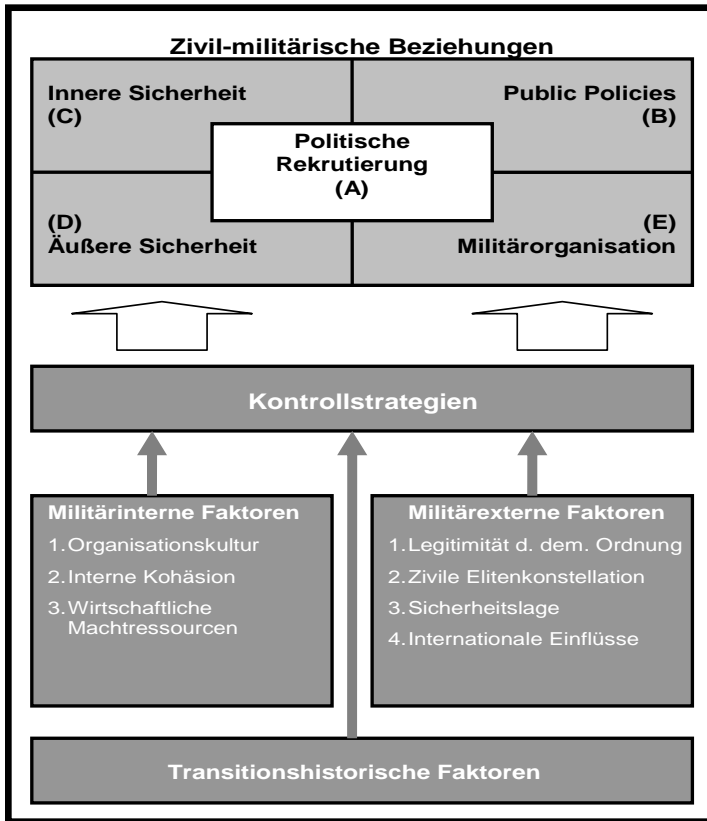 Zivil-militärische Beziehungen
Innere Sicherheit
(C)
Public Policies
(B)
Politische
Rekrutierung
(A)
(D)
Äußere Sicherheit
(E)
Militärorganisation
Kontrollstrategien
Militärinterne Faktoren
1. Organisationskultur
2. Interne Kohäsion
3. Wirtschaftliche
Machtressourcen
Militärexterne Faktoren
1. Legitimität d. dem. Ordnung
2. Zivile Elitenkonstellation
3. Sicherheitslage
4. Internationale Einflüsse
Transitionshistorische Faktoren